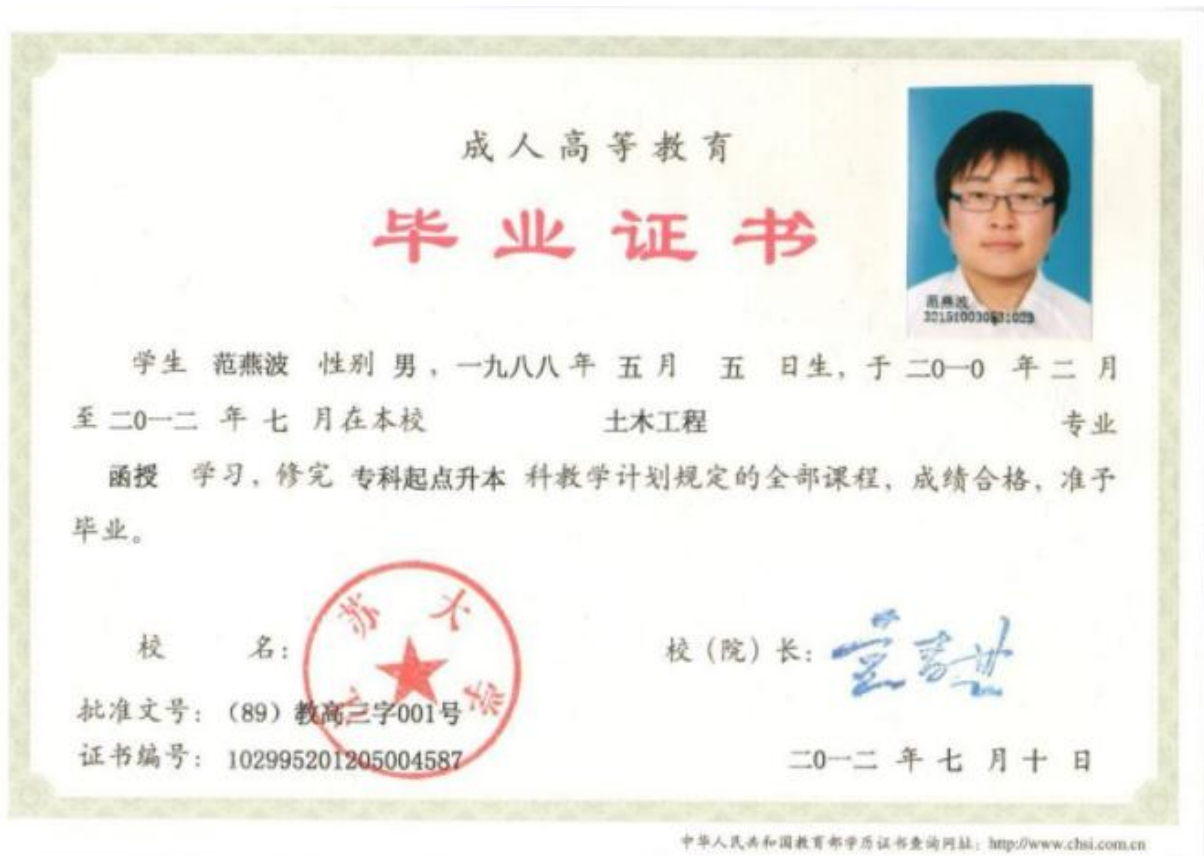 成人高等教育
毕业证书
范燕波
学生 范燕波 性别 男，一九八八年 五月 五 日生，于 二0一0 年 二 月
至 二0一二 年 七 月在本校 土木工程 专业
函授 学习，修完 专科起点升本 科教学计划规定的全部课程，成绩合格，准予
毕业。
江苏大学
校 名：
校（院）长：
批准文号：（89）教高三字001号
证书编号：102995201205004587
二0一二 年 七 月 十 日
中华人民共和国教育部学历证书查询网址：http://www.chsi.com.cn